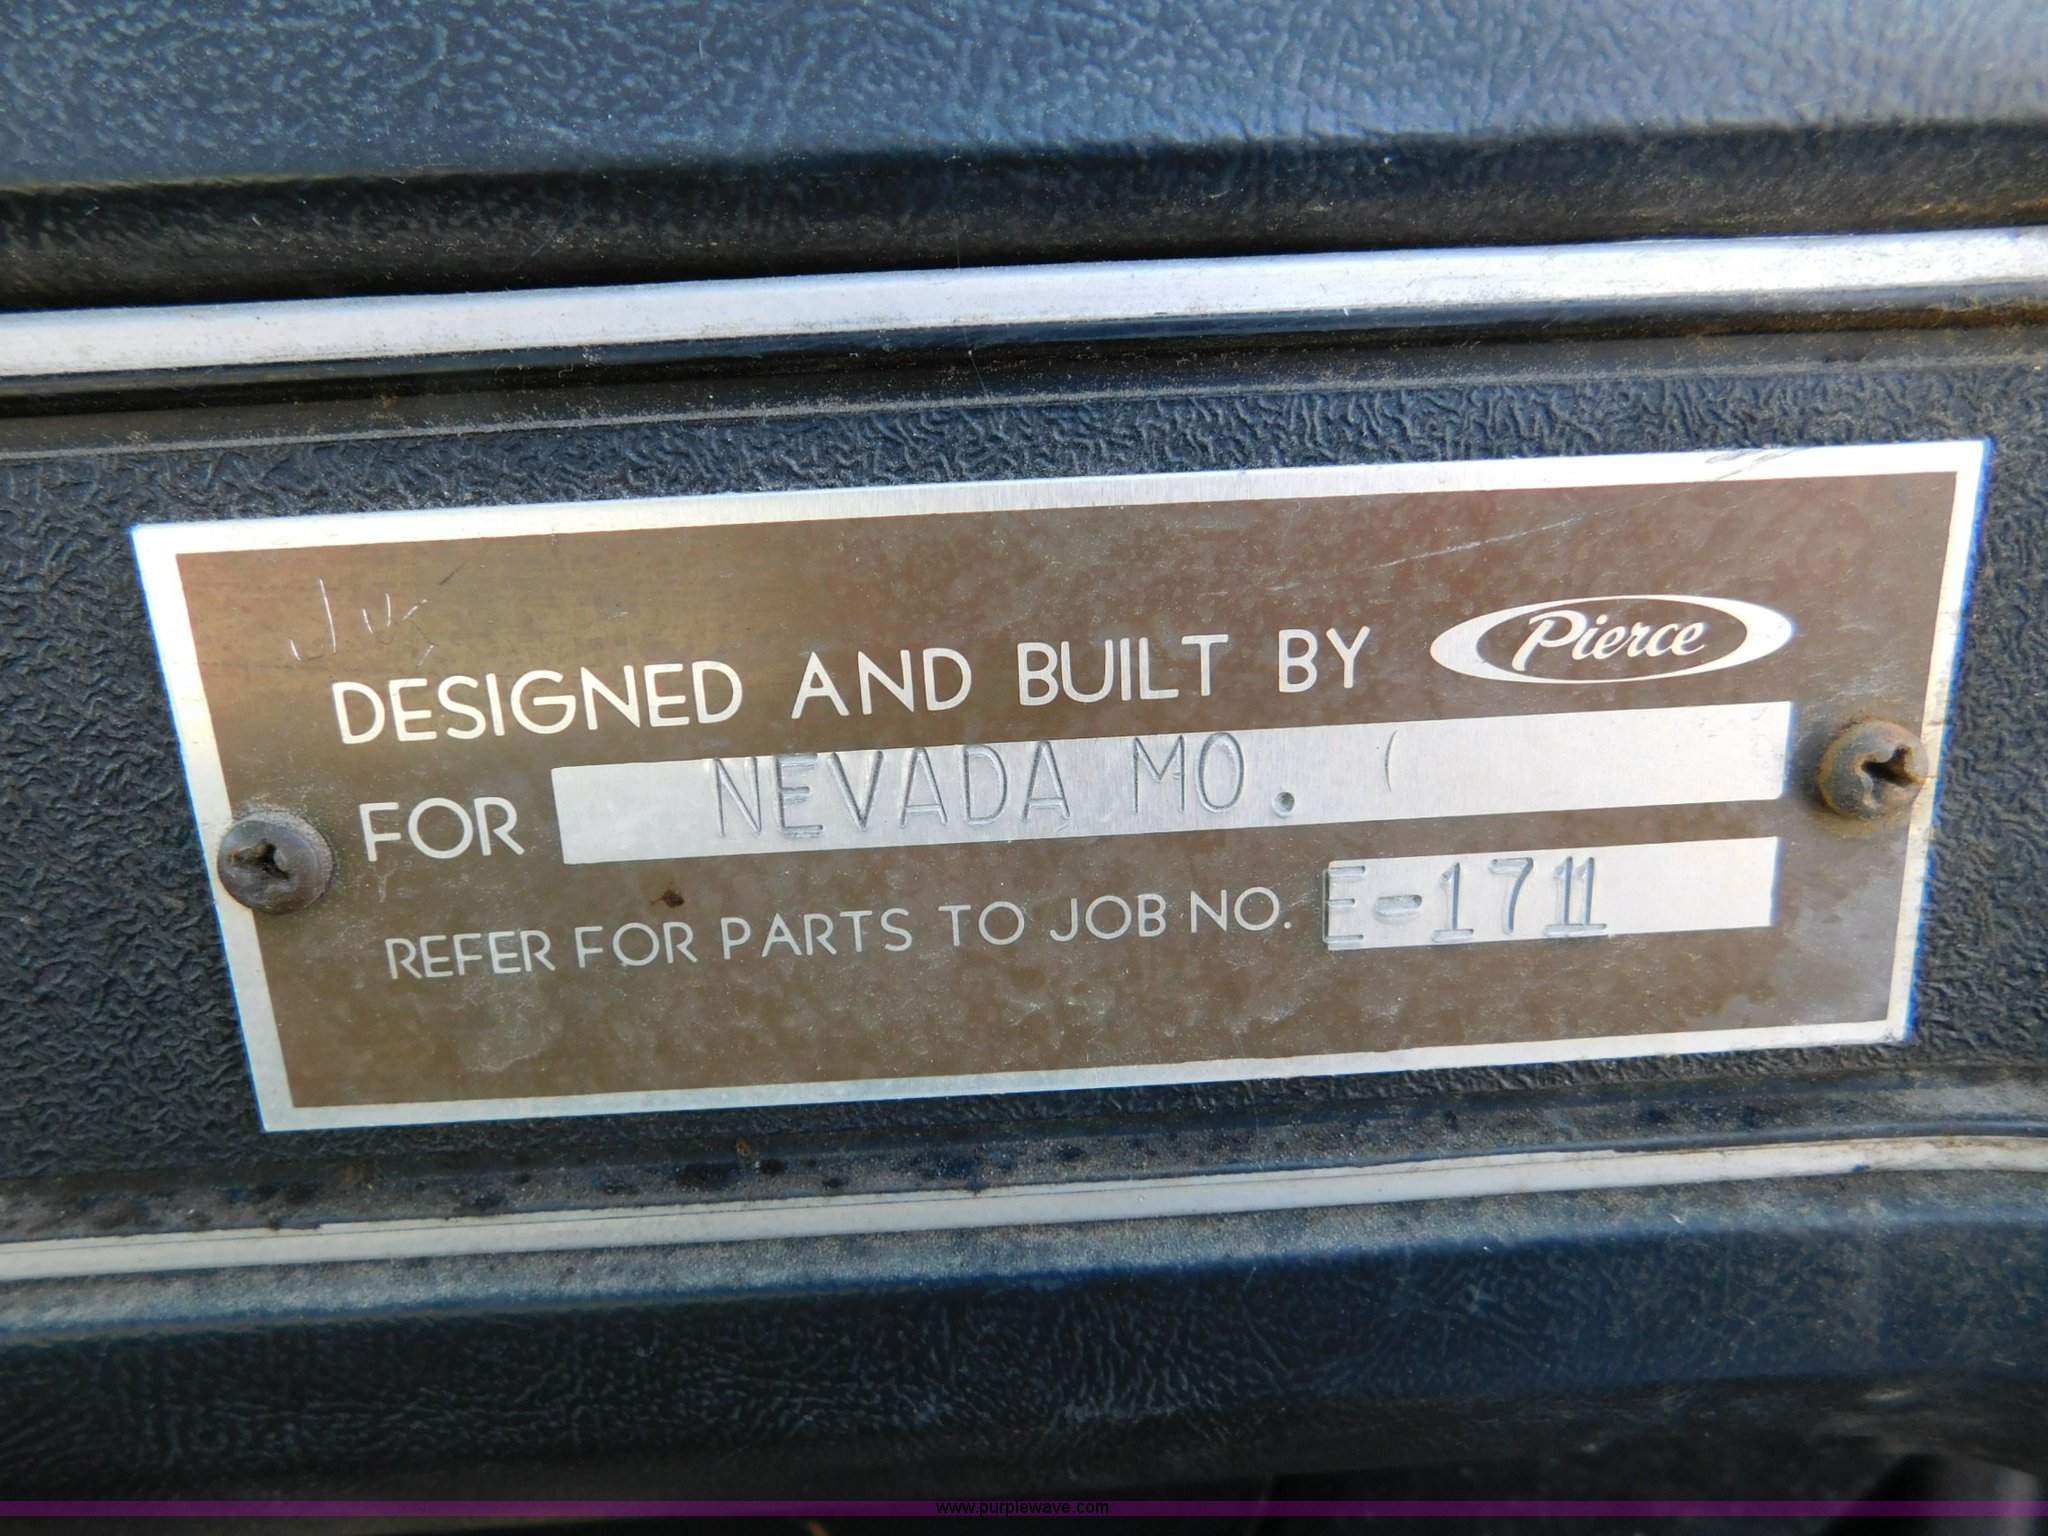 DESIGNED AND BUILT BY Pierce
FOR NEVADA MO.
REFER FOR PARTS TO JOB NO. E-1711
www.purplewave.com